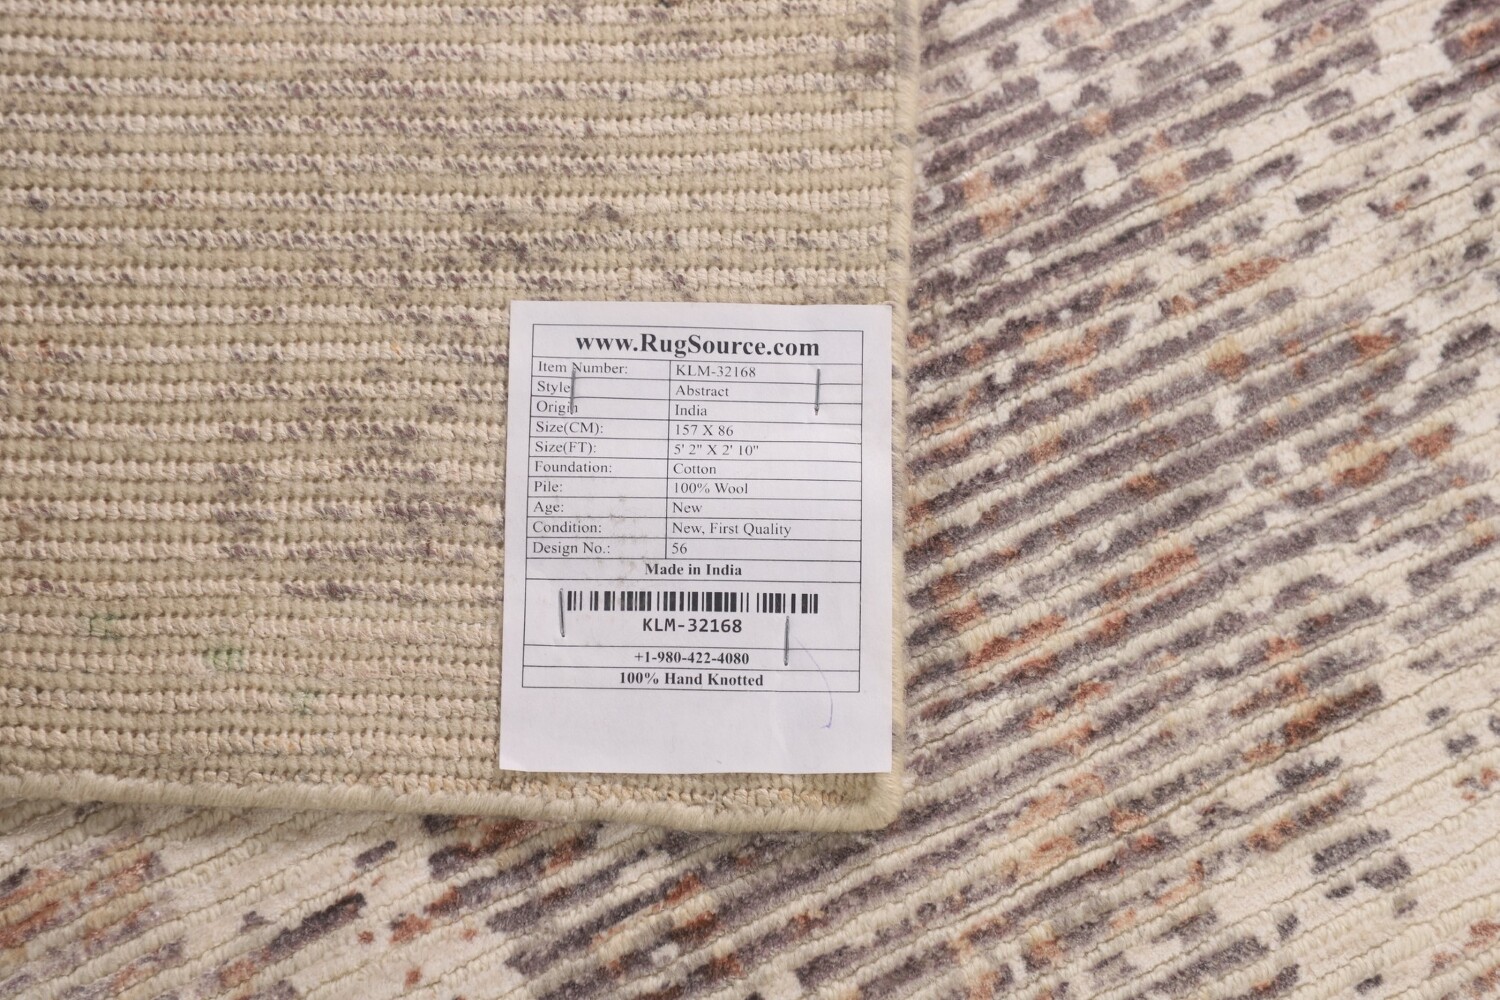 www.RugSource.com
Item Number: KLM-32168
Style Abstract
Origin India
Size(CM): 157 X 86
Size(FT): 5' 2" X 2' 10"
Foundation: Cotton
Pile: 100% Wool
Age: New
Condition: New, First Quality
Design No.: 56
Made in India
KLM-32168
+1-980-422-4080
100% Hand Knotted